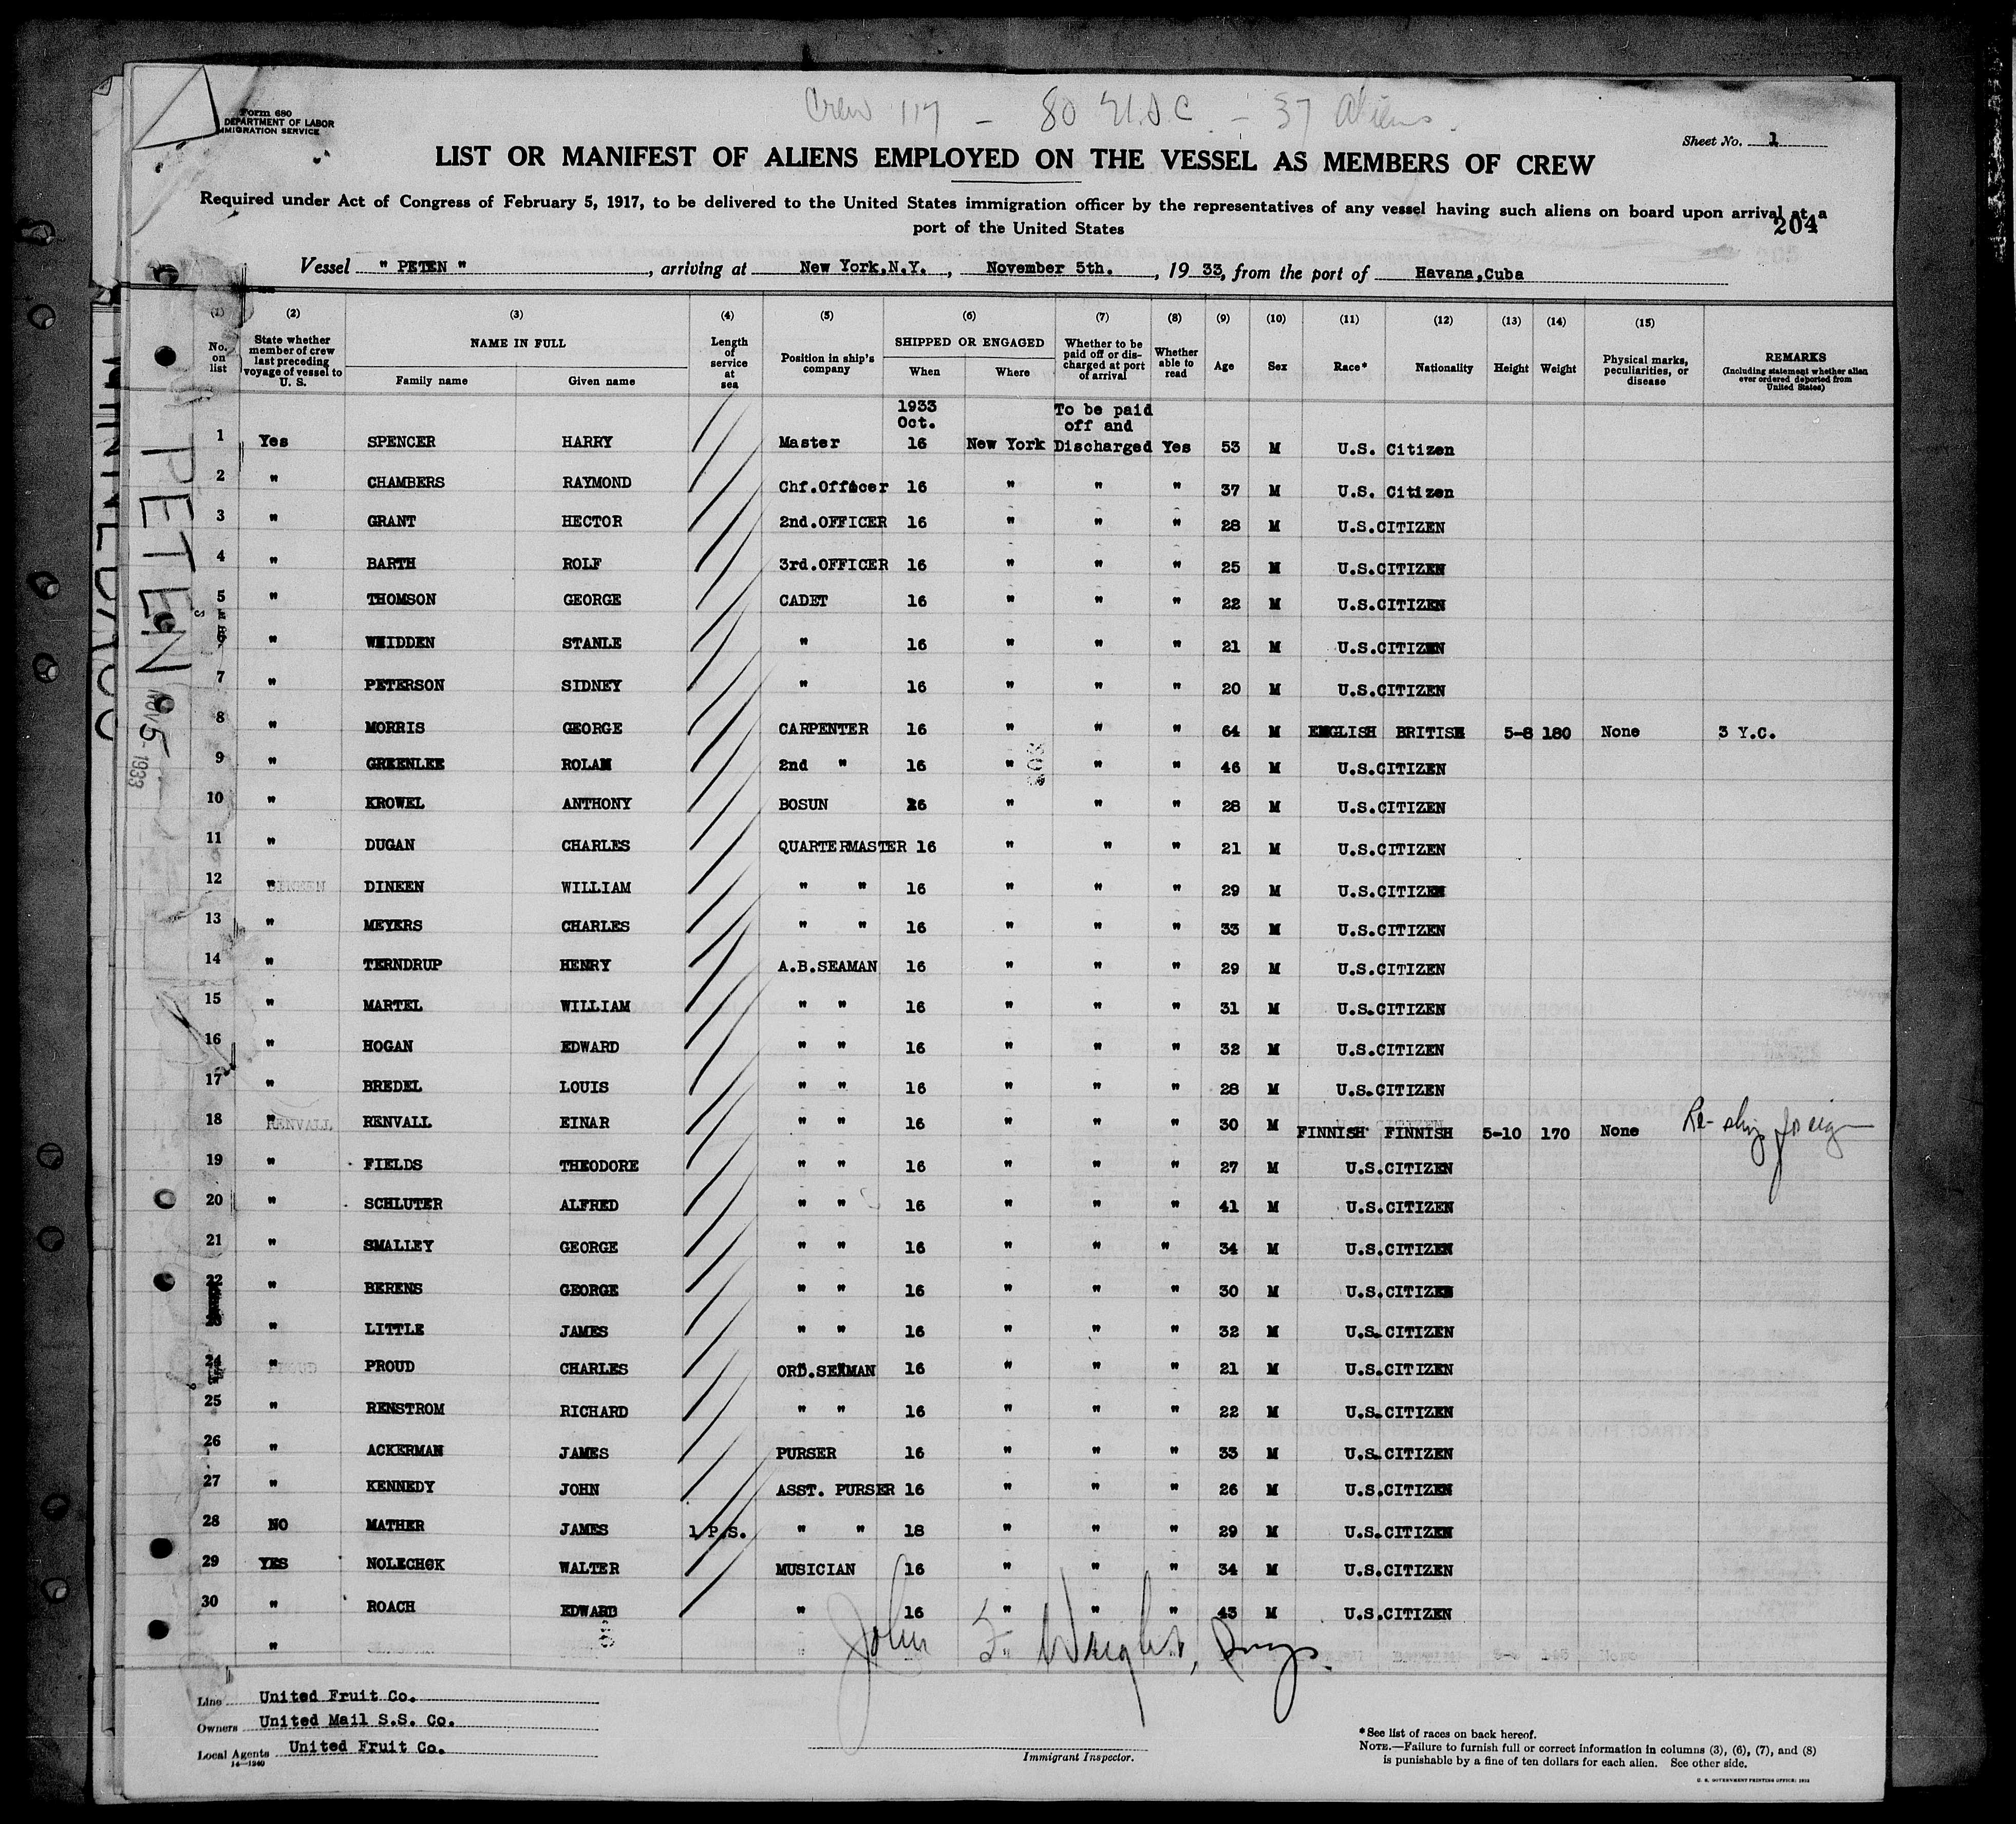 Crew 117 - 80 U.S.C. - 37 Aliens.
Form 680
DEPARTMENT OF LABOR
IMMIGRATION SERVICE
Sheet No. 1
LIST OR MANIFEST OF ALIENS EMPLOYED ON THE VESSEL AS MEMBERS OF CREW
Required under Act of Congress of February 5, 1917, to be delivered to the United States immigration officer by the representatives of any vessel having such aliens on board upon arrival at a
port of the United States
204
Vessel " PETEN ", arriving at New York,N.Y., November 5th., 19 33, from the port of Havana,Cuba
(1) (2) (3) (4) (5) (6) (7) (8) (9) (10) (11) (12) (13) (14) (15)
No. on list State whether member of crew last preceding voyage of vessel to U. S. NAME IN FULL Family name Given name Length of service at sea Position in ship's company SHIPPED OR ENGAGED When Where Whether to be paid off or discharged at port of arrival Whether able to read Age Sex Race* Nationality Height Weight Physical marks, peculiarities, or disease REMARKS (Including statement whether alien ever ordered deported from United States)
1933 To be paid
Oct. off and
1 Yes SPENCER HARRY Master 16 New York Discharged Yes 53 M U.S. Citizen
2 " CHAMBERS RAYMOND Chf.Officer 16 " " " 37 M U.S. Citizen
3 " GRANT HECTOR 2nd.OFFICER 16 " " " 28 M U.S.CITIZEN
4 " BARTH ROLF 3rd.OFFICER 16 " " " 25 M U.S.CITIZEN
5 " THOMSON GEORGE CADET 16 " " " 22 M U.S.CITIZEN
6 " WHIDDEN STANLE " 16 " " " 21 M U.S.CITIZEN
7 " PETERSON SIDNEY " 16 " " " 20 M U.S.CITIZEN
8 " MORRIS GEORGE CARPENTER 16 " " " 64 M ENGLISH BRITISH 5-8 180 None 3 Y.C.
9 " GREENLEE ROLAN 2nd " 16 " " " 46 M U.S.CITIZEN
10 " KROWEL ANTHONY BOSUN 16 " " " 28 M U.S.CITIZEN
11 " DUGAN CHARLES QUARTERMASTER 16 " " " 21 M U.S.CITIZEN
12 " DINEEN WILLIAM " " 16 " " " 29 M U.S.CITIZEN
13 " MEYERS CHARLES " " 16 " " " 33 M U.S.CITIZEN
14 " TERNDRUP HENRY A.B.SEAMAN 16 " " " 29 M U.S.CITIZEN
15 " MARTEL WILLIAM " " 16 " " " 31 M U.S.CITIZEN
16 " HOGAN EDWARD " " 16 " " " 32 M U.S.CITIZEN
17 " BREDEL LOUIS " " 16 " " " 28 M U.S.CITIZEN
18 " RENVALL EINAR " " 16 " " " 30 M FINNISH FINNISH 5-10 170 None Re-ship foreign
19 " FIELDS THEODORE " " 16 " " " 27 M U.S.CITIZEN
20 " SCHLUTER ALFRED " " 16 " " " 41 M U.S.CITIZEN
21 " SMALLEY GEORGE " " 16 " " " 34 M U.S.CITIZEN
22 " BERENS GEORGE " " 16 " " " 30 M U.S.CITIZEN
23 " LITTLE JAMES " " 16 " " " 32 M U.S.CITIZEN
24 " PROUD CHARLES ORD.SEAMAN 16 " " " 21 M U.S.CITIZEN
25 " RENSTROM RICHARD " " 16 " " " 22 M U.S.CITIZEN
26 " ACKERMAN JAMES PURSER 16 " " " 33 M U.S.CITIZEN
27 " KENNEDY JOHN ASST. PURSER 16 " " " 26 M U.S.CITIZEN
28 NO MATHER JAMES 1 P.S. " " 18 " " " 29 M U.S.CITIZEN
29 YES NOLECHEK WALTER MUSICIAN 16 " " " 34 M U.S.CITIZEN
30 " ROACH EDWARD " 16 " " " 43 M U.S.CITIZEN
"
PETEN
NOV 5 1933
Line United Fruit Co.
Owners United Mail S.S. Co.
Local Agents United Fruit Co.
14—1240
Immigrant Inspector.
*See list of races on back hereof.
NOTE.—Failure to furnish full or correct information in columns (3), (6), (7), and (8)
is punishable by a fine of ten dollars for each alien. See other side.
U. S. GOVERNMENT PRINTING OFFICE: 1932